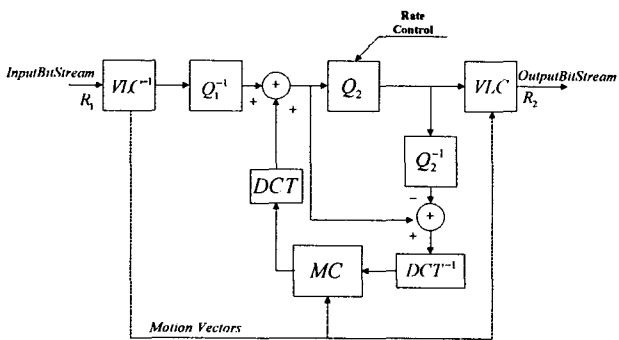 Rate
Control
InputBitStream
R₁
VLC⁻¹
Q₁⁻¹
+
+
+
Q₂
VLC
OutputBitStream
R₂
Q₂⁻¹
DCT
−
+
+
MC
DCT⁻¹
Motion Vectors